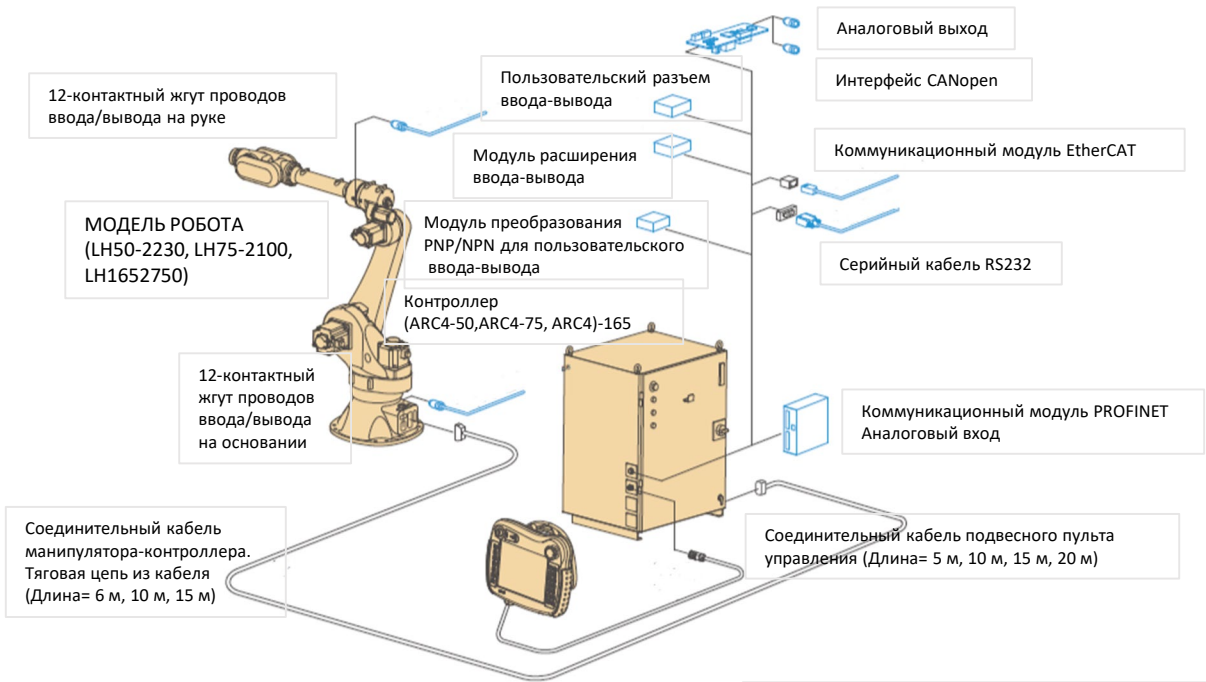 Аналоговый выход
Интерфейс CANopen
Пользовательский разъем
ввода-вывода
12-контактный жгут проводов
ввода/вывода на руке
Модуль расширения
ввода-вывода
Коммуникационный модуль EtherCAT
МОДЕЛЬ РОБОТА
(LH50-2230, LH75-2100,
LH1652750)
Модуль преобразования
PNP/NPN для пользовательского
ввода-вывода
Серийный кабель RS232
Контроллер
(ARC4-50,ARC4-75, ARC4)-165
12-контактный
жгут проводов
ввода/вывода
на основании
Коммуникационный модуль PROFINET
Аналоговый вход
Соединительный кабель
манипулятора-контроллера.
Тяговая цепь из кабеля
(Длина= 6 м, 10 м, 15 м)
Соединительный кабель подвесного пульта
управления (Длина= 5 м, 10 м, 15 м, 20 м)